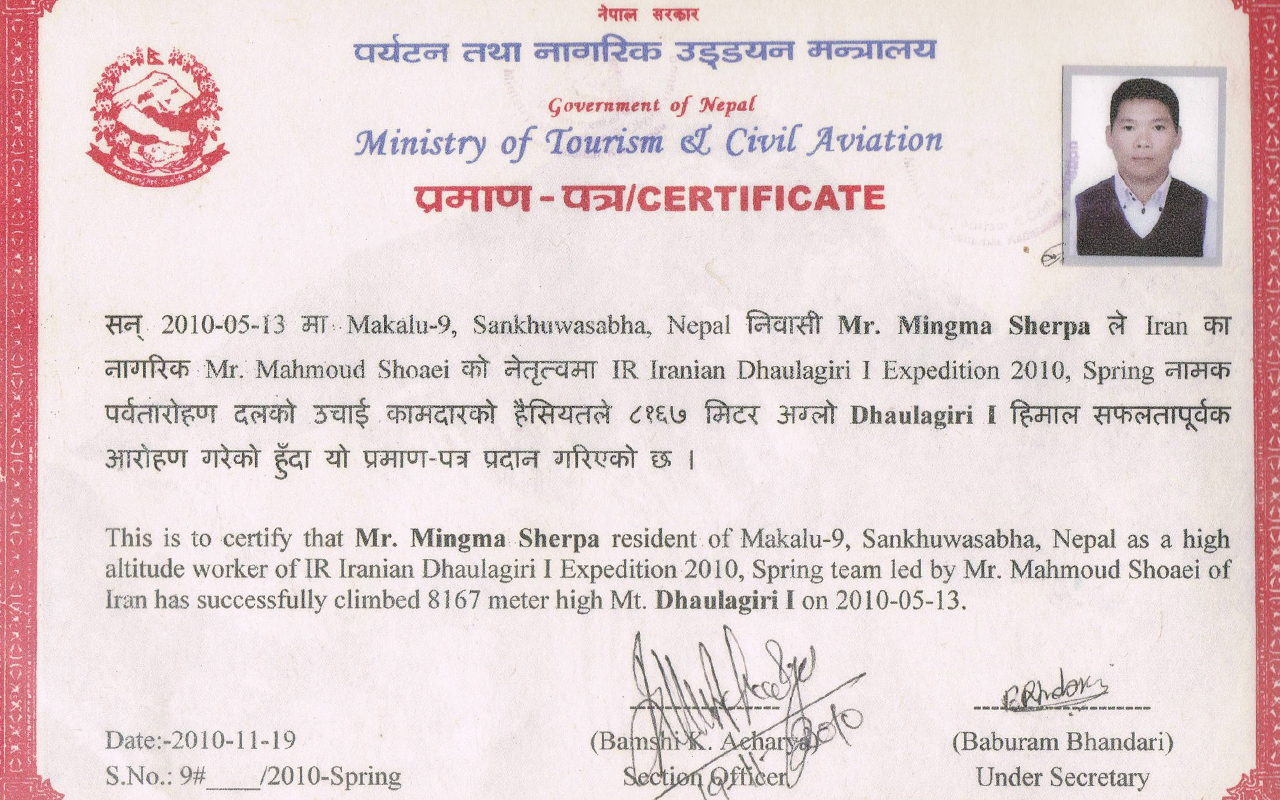 नेपाल सरकार
पर्यटन तथा नागरिक उड्डयन मन्त्रालय
Government of Nepal
Ministry of Tourism & Civil Aviation
प्रमाण - पत्र/CERTIFICATE
सन् 2010-05-13 मा Makalu-9, Sankhuwasabha, Nepal निवासी Mr. Mingma Sherpa ले Iran का
नागरिक Mr. Mahmoud Shoaei को नेतृत्वमा IR Iranian Dhaulagiri I Expedition 2010, Spring नामक
पर्वतारोहण दलको उचाई कामदारको हैसियतले ८१६७ मिटर अग्लो Dhaulagiri I हिमाल सफलतापूर्वक
आरोहण गरेको हुँदा यो प्रमाण-पत्र प्रदान गरिएको छ ।
This is to certify that Mr. Mingma Sherpa resident of Makalu-9, Sankhuwasabha, Nepal as a high
altitude worker of IR Iranian Dhaulagiri I Expedition 2010, Spring team led by Mr. Mahmoud Shoaei of
Iran has successfully climbed 8167 meter high Mt. Dhaulagiri I on 2010-05-13.
Date:-2010-11-19 (Bamshi K. Acharya) (Baburam Bhandari)
S.No.: 9#____/2010-Spring Section Officer Under Secretary